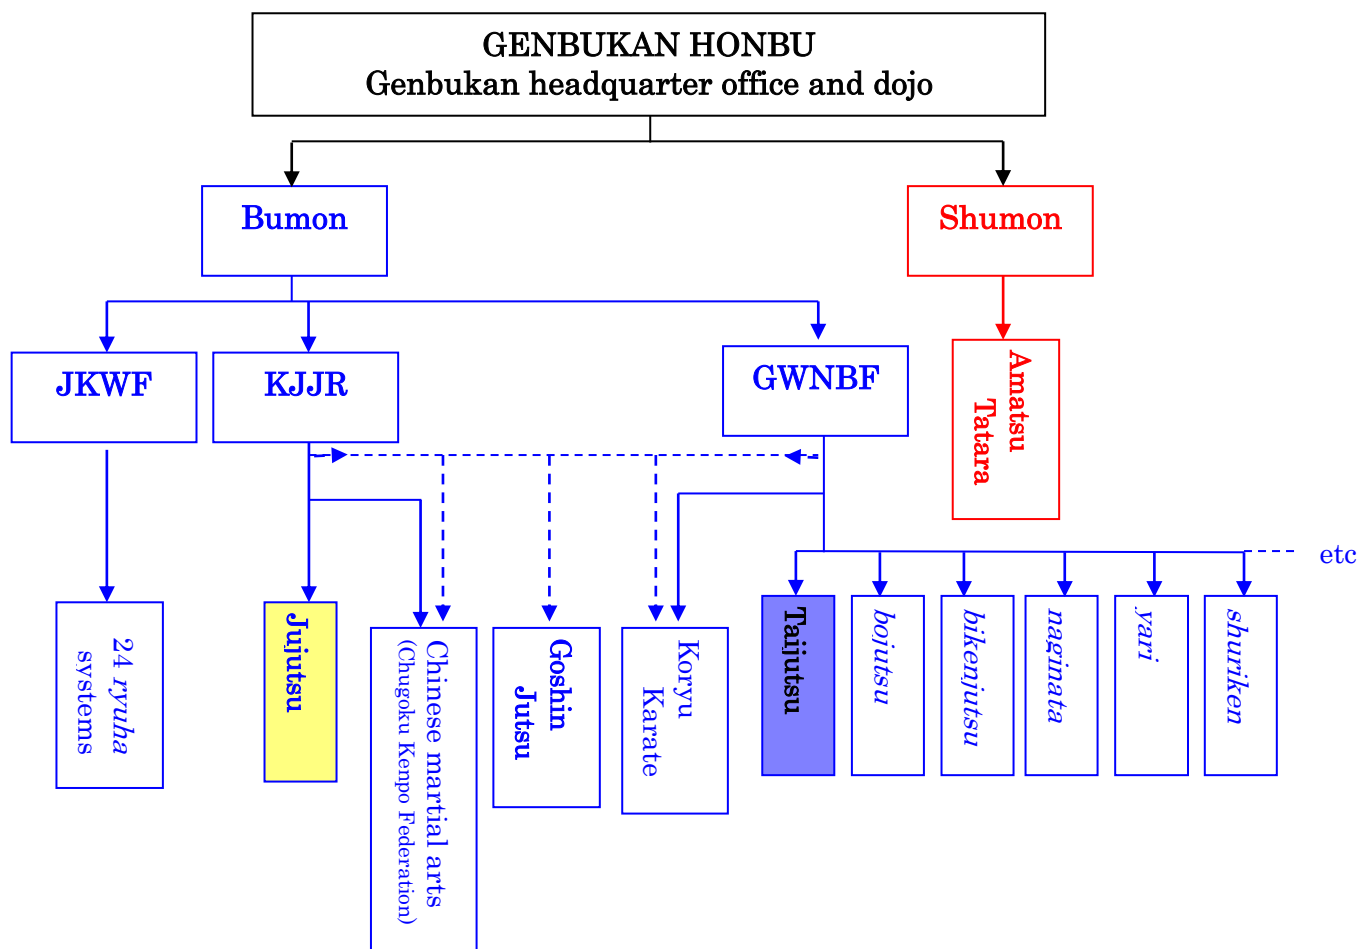 GENBUKAN HONBU
Genbukan headquarter office and dojo
Bumon
Shumon
JKWF
KJJR
GWNBF
Amatsu
Tatara
etc
24 ryuha
systems
Jujutsu
Chinese martial arts
(Chugoku Kenpo Federation)
Goshin
Jutsu
Koryu
Karate
Taijutsu
bojutsu
bikenjutsu
naginata
yari
shuriken